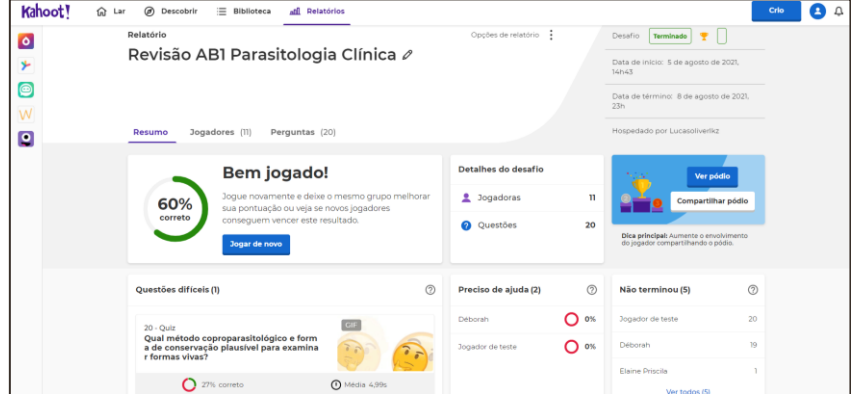 Kahoot!
Lar
Descobrir
Biblioteca
Relatórios
Crio
Relatório
Revisão AB1 Parasitologia Clínica
Opções de relatório
Resumo
Jogadores (11)
Perguntas (20)
Desafio
Terminado
Data de início: 5 de agosto de 2021,
14h43
Data de término: 8 de agosto de 2021,
23h
Hospedado por Lucasoliverlkz
60%
correto
Bem jogado!
Jogue novamente e deixe o mesmo grupo melhorar
sua pontuação ou veja se novos jogadores
conseguem vencer este resultado.
Jogar de novo
Detalhes do desafio
Jogadoras 11
Questões 20
Ver pódio
Compartilhar pódio
Dica principal: Aumente o envolvimento
do jogador compartilhando o pódio.
Questões difíceis (1)
20 - Quiz
Qual método coproparasitológico e form
a de conservação plausível para examina
r formas vivas?
GIF
27% correto
Média 4,99s
Preciso de ajuda (2)
Déborah 0%
Jogador de teste 0%
Não terminou (5)
Jogador de teste 20
Déborah 19
Elaine Priscila 1
Ver todos (5)